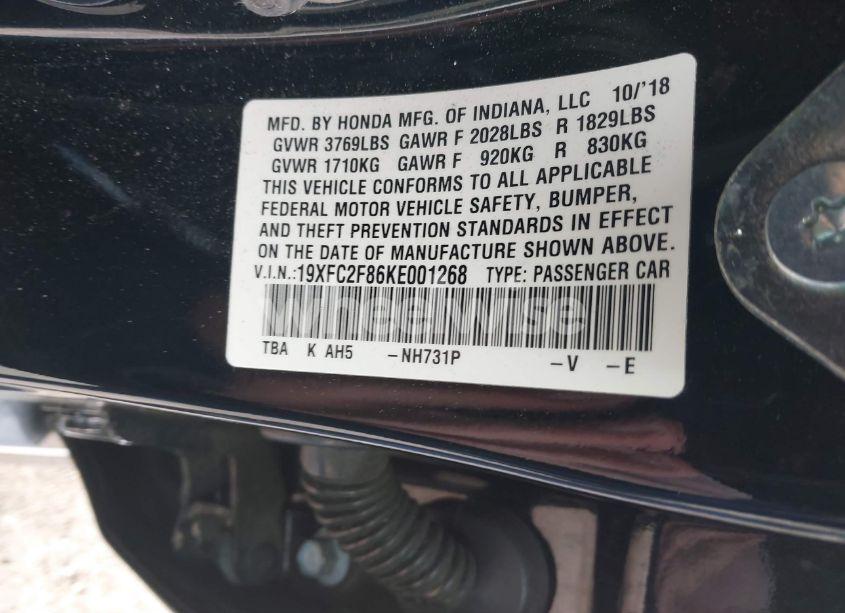 MFD. BY HONDA MFG. OF INDIANA, LLC 10/'18
GVWR 3769LBS GAWR F 2028LBS R 1829LBS
GVWR 1710KG GAWR F 920KG R 830KG
THIS VEHICLE CONFORMS TO ALL APPLICABLE
FEDERAL MOTOR VEHICLE SAFETY, BUMPER,
AND THEFT PREVENTION STANDARDS IN EFFECT
ON THE DATE OF MANUFACTURE SHOWN ABOVE.
V.I.N.:19XFC2F86KE001268 TYPE: PASSENGER CAR
WheelWise
TBA K AH5 -NH731P -V -E